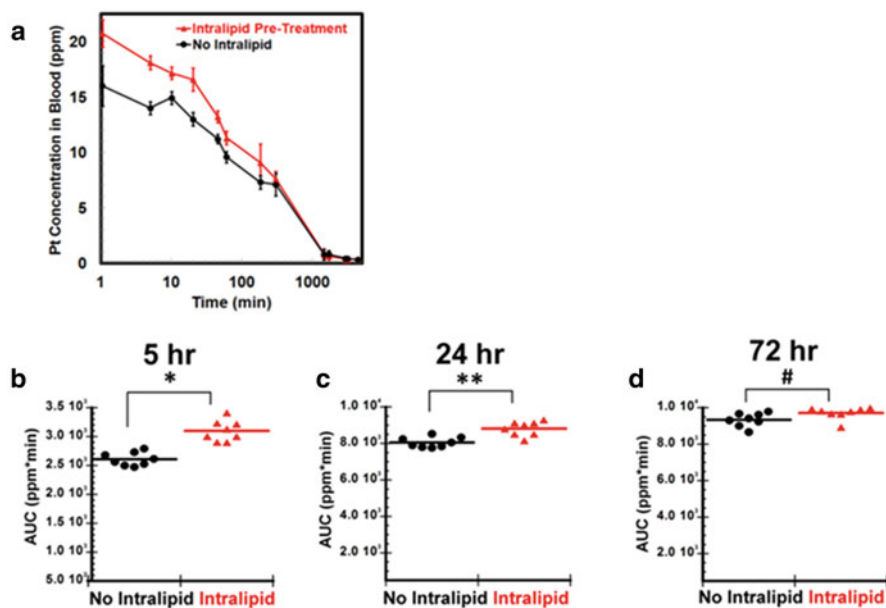 a
Intralipid Pre-Treatment
No Intralipid
Pt Concentration in Blood (ppm)
20
15
10
5
0
1 10 100 1000
Time (min)
b
5 hr
*
AUC (ppm*min)
3.5 10³
3.0 10³
2.5 10³
2.0 10³
1.5 10³
1.0 10³
5.0 10²
No Intralipid Intralipid
c
24 hr
**
AUC (ppm*min)
1.0 10⁴
8.0 10³
6.0 10³
4.0 10³
2.0 10³
No Intralipid Intralipid
d
72 hr
#
AUC (ppm*min)
1.0 10⁴
8.0 10³
6.0 10³
4.0 10³
2.0 10³
No Intralipid Intralipid